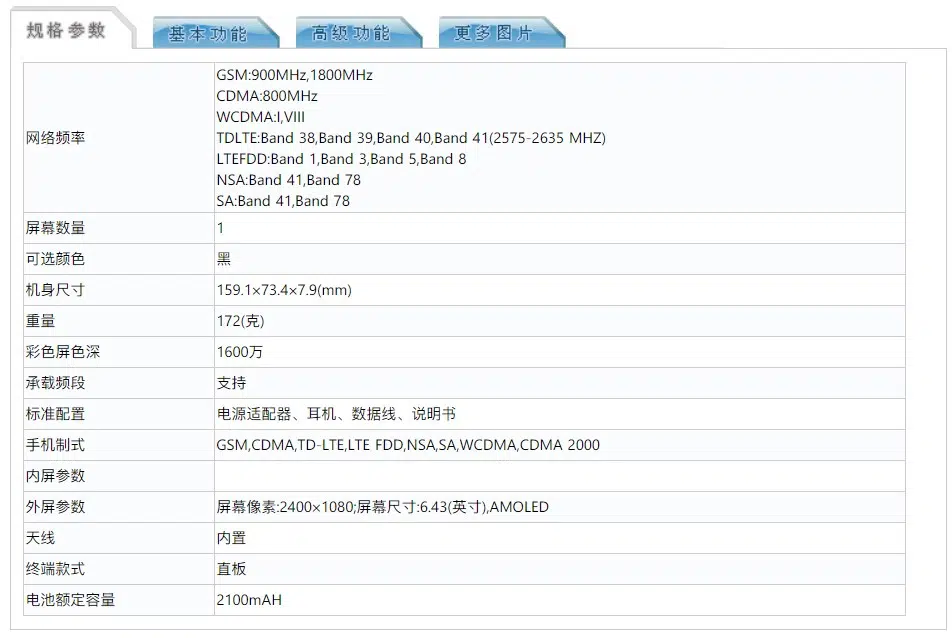 规格参数
基本功能
高级功能
更多图片
网络频率
GSM:900MHz,1800MHz
CDMA:800MHz
WCDMA:I,VIII
TDLTE:Band 38,Band 39,Band 40,Band 41(2575-2635 MHZ)
LTEFDD:Band 1,Band 3,Band 5,Band 8
NSA:Band 41,Band 78
SA:Band 41,Band 78
屏幕数量 1
可选颜色 黑
机身尺寸 159.1×73.4×7.9(mm)
重量 172(克)
彩色屏色深 1600万
承载频段 支持
标准配置 电源适配器、耳机、数据线、说明书
手机制式 GSM,CDMA,TD-LTE,LTE FDD,NSA,SA,WCDMA,CDMA 2000
内屏参数
外屏参数 屏幕像素:2400×1080;屏幕尺寸:6.43(英寸),AMOLED
天线 内置
终端款式 直板
电池额定容量 2100mAH